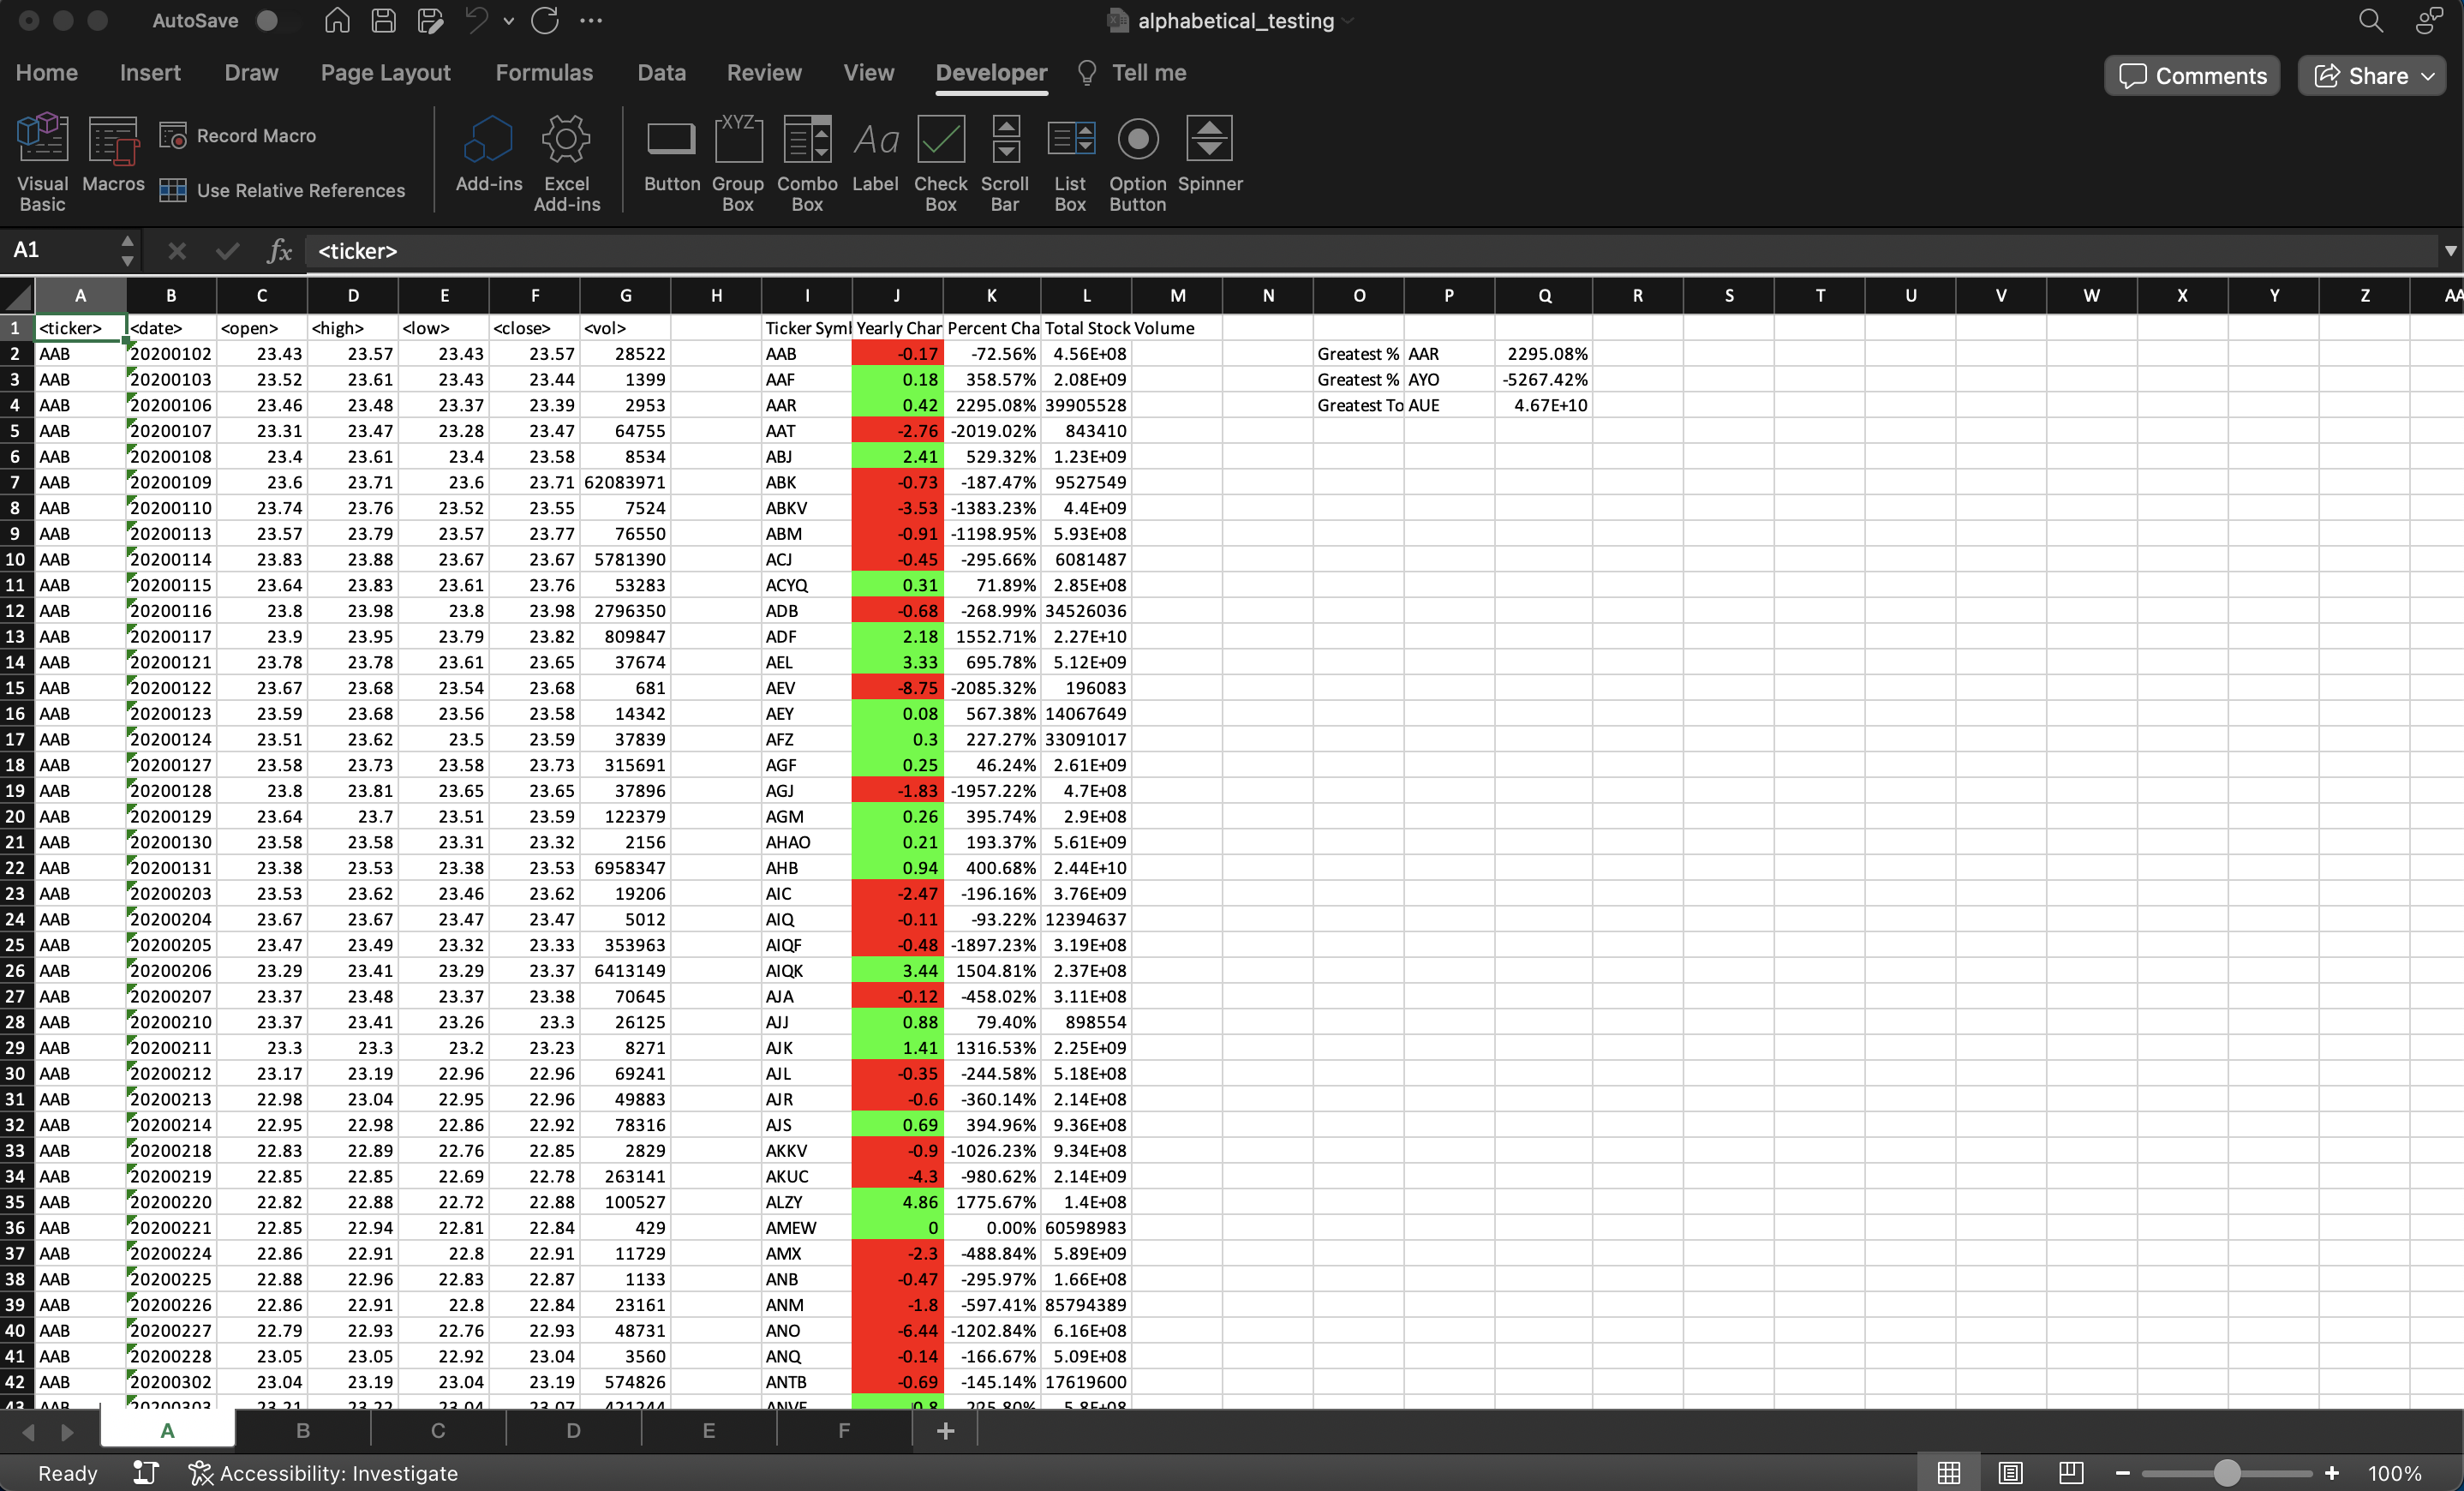 AutoSave alphabetical_testing
Home Insert Draw Page Layout Formulas Data Review View Developer Tell me Comments Share
Visual Basic Macros Record Macro Use Relative References Add-ins Excel Add-ins Button Group Box Combo Box Label Check Box Scroll Bar List Box Option Button Spinner
A1 fx <ticker>
A B C D E F G H I J K L M N O P Q R S T U V W X Y Z AA
1 <ticker> <date> <open> <high> <low> <close> <vol> Ticker Syml Yearly Char Percent Cha Total Stock Volume
2 AAB 20200102 23.43 23.57 23.43 23.57 28522 AAB -0.17 -72.56% 4.56E+08 Greatest % AAR 2295.08%
3 AAB 20200103 23.52 23.61 23.43 23.44 1399 AAF 0.18 358.57% 2.08E+09 Greatest % AYO -5267.42%
4 AAB 20200106 23.46 23.48 23.37 23.39 2953 AAR 0.42 2295.08% 39905528 Greatest To AUE 4.67E+10
5 AAB 20200107 23.31 23.47 23.28 23.47 64755 AAT -2.76 -2019.02% 843410
6 AAB 20200108 23.4 23.61 23.4 23.58 8534 ABJ 2.41 529.32% 1.23E+09
7 AAB 20200109 23.6 23.71 23.6 23.71 62083971 ABK -0.73 -187.47% 9527549
8 AAB 20200110 23.74 23.76 23.52 23.55 7524 ABKV -3.53 -1383.23% 4.4E+09
9 AAB 20200113 23.57 23.79 23.57 23.77 76550 ABM -0.91 -1198.95% 5.93E+08
10 AAB 20200114 23.83 23.88 23.67 23.67 5781390 ACJ -0.45 -295.66% 6081487
11 AAB 20200115 23.64 23.83 23.61 23.76 53283 ACYQ 0.31 71.89% 2.85E+08
12 AAB 20200116 23.8 23.98 23.8 23.98 2796350 ADB -0.68 -268.99% 34526036
13 AAB 20200117 23.9 23.95 23.79 23.82 809847 ADF 2.18 1552.71% 2.27E+10
14 AAB 20200121 23.78 23.78 23.61 23.65 37674 AEL 3.33 695.78% 5.12E+09
15 AAB 20200122 23.67 23.68 23.54 23.68 681 AEV -8.75 -2085.32% 196083
16 AAB 20200123 23.59 23.68 23.56 23.58 14342 AEY 0.08 567.38% 14067649
17 AAB 20200124 23.51 23.62 23.5 23.59 37839 AFZ 0.3 227.27% 33091017
18 AAB 20200127 23.58 23.73 23.58 23.73 315691 AGF 0.25 46.24% 2.61E+09
19 AAB 20200128 23.8 23.81 23.65 23.65 37896 AGJ -1.83 -1957.22% 4.7E+08
20 AAB 20200129 23.64 23.7 23.51 23.59 122379 AGM 0.26 395.74% 2.9E+08
21 AAB 20200130 23.58 23.58 23.31 23.32 2156 AHAO 0.21 193.37% 5.61E+09
22 AAB 20200131 23.38 23.53 23.38 23.53 6958347 AHB 0.94 400.68% 2.44E+10
23 AAB 20200203 23.53 23.62 23.46 23.62 19206 AIC -2.47 -196.16% 3.76E+09
24 AAB 20200204 23.67 23.67 23.47 23.47 5012 AIQ -0.11 -93.22% 12394637
25 AAB 20200205 23.47 23.49 23.32 23.33 353963 AIQF -0.48 -1897.23% 3.19E+08
26 AAB 20200206 23.29 23.41 23.29 23.37 6413149 AIQK 3.44 1504.81% 2.37E+08
27 AAB 20200207 23.37 23.48 23.37 23.38 70645 AJA -0.12 -458.02% 3.11E+08
28 AAB 20200210 23.37 23.41 23.26 23.3 26125 AJJ 0.88 79.40% 898554
29 AAB 20200211 23.3 23.3 23.2 23.23 8271 AJK 1.41 1316.53% 2.25E+09
30 AAB 20200212 23.17 23.19 22.96 22.96 69241 AJL -0.35 -244.58% 5.18E+08
31 AAB 20200213 22.98 23.04 22.95 22.96 49883 AJR -0.6 -360.14% 2.14E+08
32 AAB 20200214 22.95 22.98 22.86 22.92 78316 AJS 0.69 394.96% 9.36E+08
33 AAB 20200218 22.83 22.89 22.76 22.85 2829 AKKV -0.9 -1026.23% 9.34E+08
34 AAB 20200219 22.85 22.85 22.69 22.78 263141 AKUC -4.3 -980.62% 2.14E+09
35 AAB 20200220 22.82 22.88 22.72 22.88 100527 ALZY 4.86 1775.67% 1.4E+08
36 AAB 20200221 22.85 22.94 22.81 22.84 429 AMEW 0 0.00% 60598983
37 AAB 20200224 22.86 22.91 22.8 22.91 11729 AMX -2.3 -488.84% 5.89E+09
38 AAB 20200225 22.88 22.96 22.83 22.87 1133 ANB -0.47 -295.97% 1.66E+08
39 AAB 20200226 22.86 22.91 22.8 22.84 23161 ANM -1.8 -597.41% 85794389
40 AAB 20200227 22.79 22.93 22.76 22.93 48731 ANO -6.44 -1202.84% 6.16E+08
41 AAB 20200228 23.05 23.05 22.92 23.04 3560 ANQ -0.14 -166.67% 5.09E+08
42 AAB 20200302 23.04 23.19 23.04 23.19 574826 ANTB -0.69 -145.14% 17619600
43 AAB 20200303 23.21 23.22 23.04 23.07 421244
A B C D E F +
Ready Accessibility: Investigate 100%